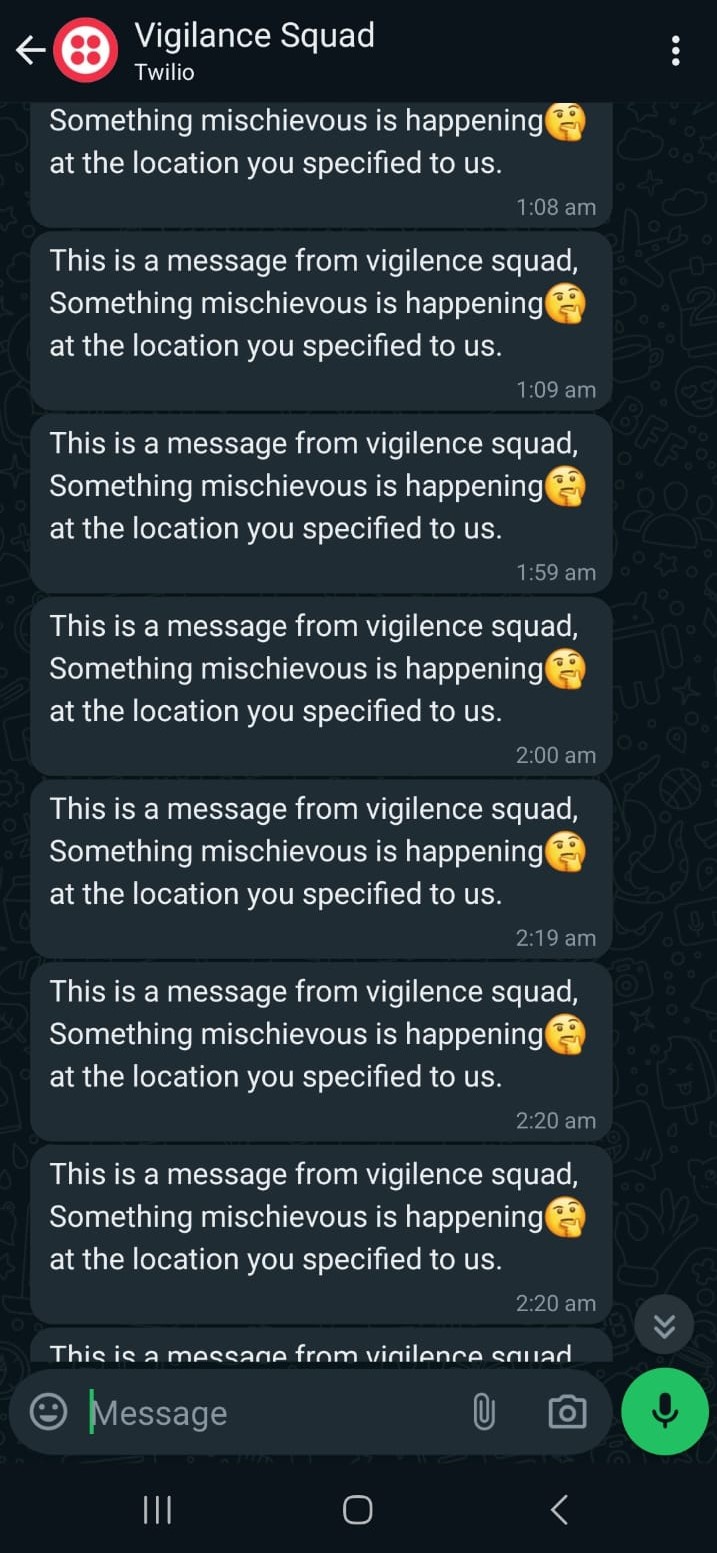 Vigilance Squad
Twilio
Something mischievous is happening🤔
at the location you specified to us.
1:08 am
This is a message from vigilence squad,
Something mischievous is happening🤔
at the location you specified to us.
1:09 am
This is a message from vigilence squad,
Something mischievous is happening🤔
at the location you specified to us.
1:59 am
This is a message from vigilence squad,
Something mischievous is happening🤔
at the location you specified to us.
2:00 am
This is a message from vigilence squad,
Something mischievous is happening🤔
at the location you specified to us.
2:19 am
This is a message from vigilence squad,
Something mischievous is happening🤔
at the location you specified to us.
2:20 am
This is a message from vigilence squad,
Something mischievous is happening🤔
at the location you specified to us.
2:20 am
This is a message from vigilence squad
Message